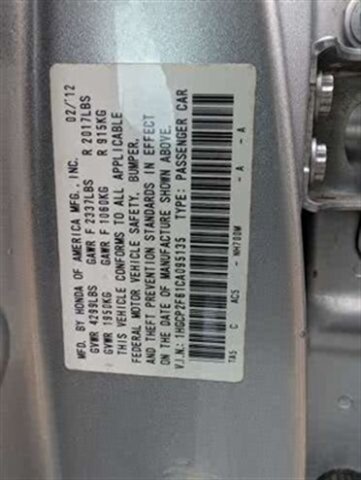 MFD. BY HONDA OF AMERICA MFG., INC. 02/'12
GVWR 4299LBS GAWR F 2337LBS R 2017LBS
GVWR 1950KG GAWR F 1060KG R 915KG
THIS VEHICLE CONFORMS TO ALL APPLICABLE
FEDERAL MOTOR VEHICLE SAFETY, BUMPER,
AND THEFT PREVENTION STANDARDS IN EFFECT
ON THE DATE OF MANUFACTURE SHOWN ABOVE.
V.I.N.: 1HGCP2F61CA095135 TYPE: PASSENGER CAR
TA5 C AC5 - NH700M - A - A